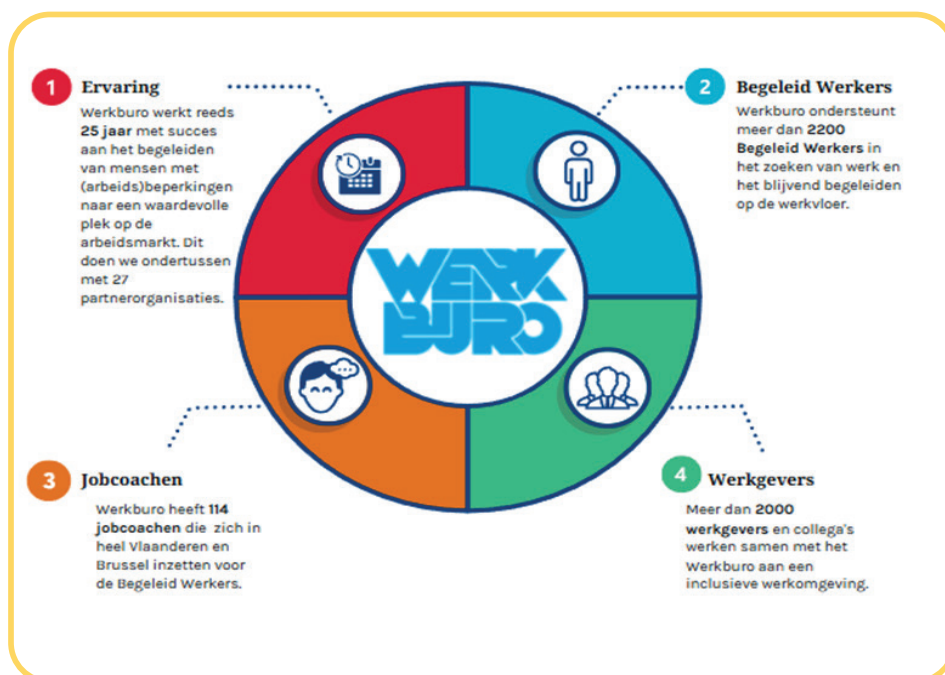 1
Ervaring
Werkburo werkt reeds
25 jaar met succes
aan het begeleiden
van mensen met
(arbeids)beperkingen
naar een waardevolle
plek op de
arbeidsmarkt. Dit
doen we ondertussen
met 27
partnerorganisaties.
2
Begeleid Werkers
Werkburo ondersteunt
meer dan 2200
Begeleid Werkers in
het zoeken van werk en
het blijvend begeleiden
op de werkvloer.
WERK
BURO
3
Jobcoachen
Werkburo heeft 114
jobcoachen die zich in
heel Vlaanderen en
Brussel inzetten voor
de Begeleid Werkers.
4
Werkgevers
Meer dan 2000
werkgevers en collega's
werken samen met het
Werkburo aan een
inclusieve werkomgeving.